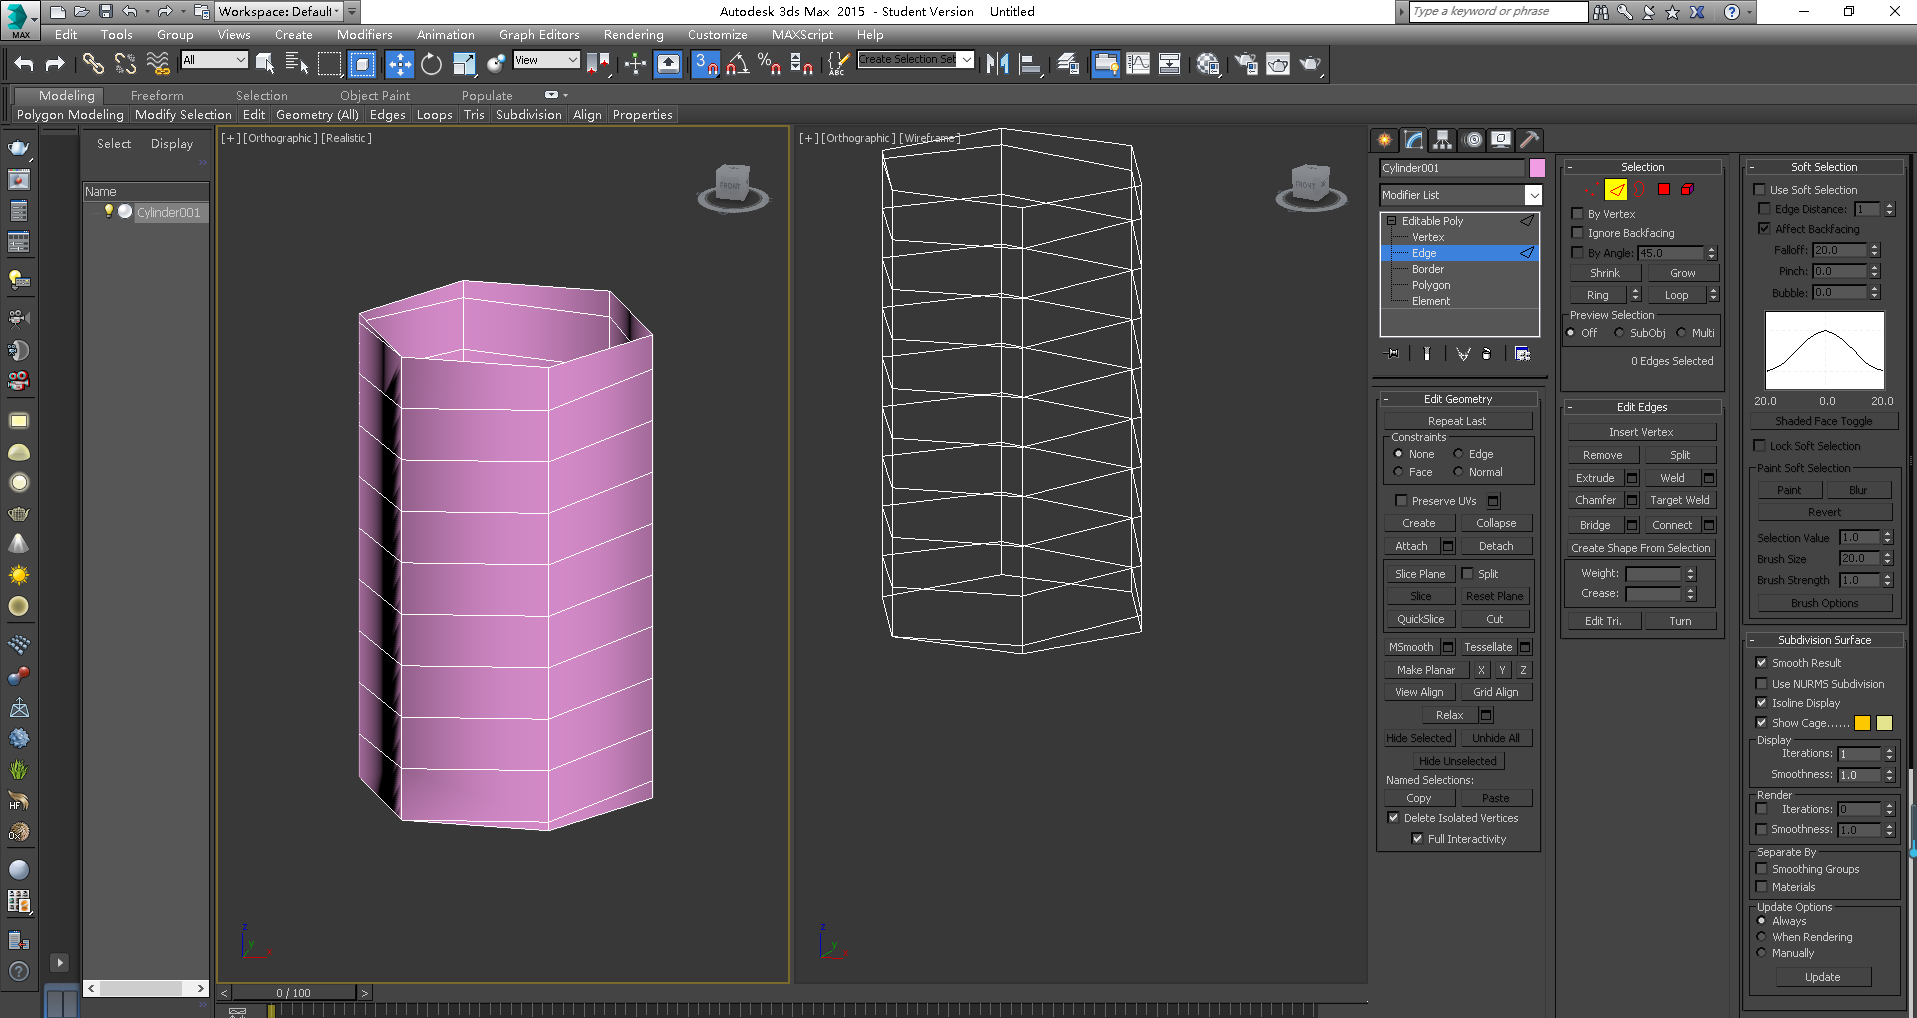 MAX
Workspace: Default
Autodesk 3ds Max 2015 - Student Version Untitled
Type a keyword or phrase
Edit Tools Group Views Create Modifiers Animation Graph Editors Rendering Customize MAXScript Help
All
View
3
%
ABC
Create Selection Set
Modeling Freeform Selection Object Paint Populate
Polygon Modeling Modify Selection Edit Geometry (All) Edges Loops Tris Subdivision Align Properties
Select Display
Name
Cylinder001
[+] [Orthographic] [Realistic]
FRONT
z
y
[+] [Orthographic] [Wireframe]
FRONT
z
y
HF
0 / 100
Cylinder001
Modifier List
Editable Poly
Vertex
Edge
Border
Polygon
Element
Edit Geometry
Repeat Last
Constraints
None Edge
Face Normal
Preserve UVs
Create Collapse
Attach Detach
Slice Plane Split
Slice Reset Plane
QuickSlice Cut
MSmooth Tessellate
Make Planar X Y Z
View Align Grid Align
Relax
Hide Selected Unhide All
Hide Unselected
Named Selections:
Copy Paste
Delete Isolated Vertices
Full Interactivity
Selection
By Vertex
Ignore Backfacing
By Angle: 45.0
Shrink Grow
Ring Loop
Preview Selection
Off SubObj Multi
0 Edges Selected
Edit Edges
Insert Vertex
Remove Split
Extrude Weld
Chamfer Target Weld
Bridge Connect
Create Shape From Selection
Weight:
Crease:
Edit Tri. Turn
Soft Selection
Use Soft Selection
Edge Distance: 1
Affect Backfacing
Falloff: 20.0
Pinch: 0.0
Bubble: 0.0
20.0 0.0 20.0
Shaded Face Toggle
Lock Soft Selection
Paint Soft Selection
Paint Blur
Revert
Selection Value 1.0
Brush Size 20.0
Brush Strength 1.0
Brush Options
Subdivision Surface
Smooth Result
Use NURMS Subdivision
Isoline Display
Show Cage......
Display
Iterations: 1
Smoothness: 1.0
Render
Iterations: 0
Smoothness: 1.0
Separate By
Smoothing Groups
Materials
Update Options
Always
When Rendering
Manually
Update